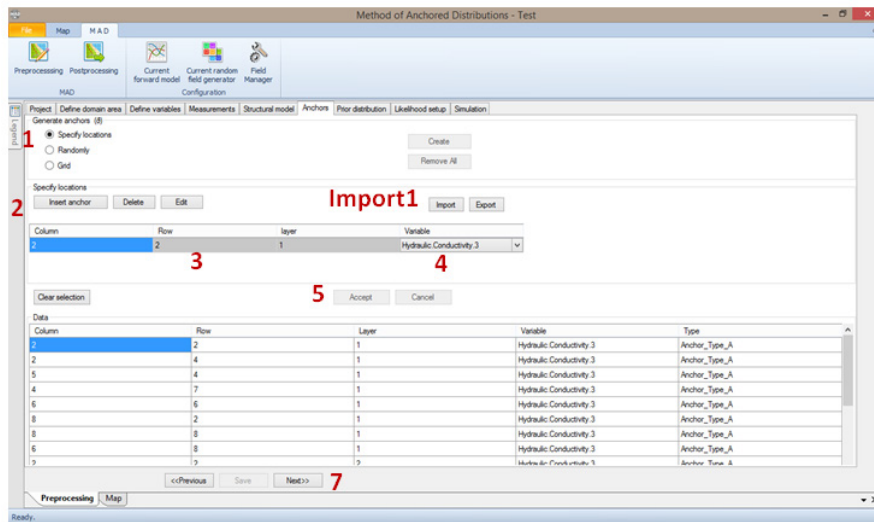 Method of Anchored Distributions - Test
File Map MAD
Preprocessing Postprocessing Current forward model Current random field generator Field Manager
MAD Configuration
Legend
Project Define domain area Define variables Measurements Structural model Anchors Prior distribution Likelihood setup Simulation
Generate anchors (8)
1 Specify locations
Create
Randomly
Remove All
Grid
Specify locations
2 Insert anchor Delete Edit Import1 Import Export
Column Row layer Variable
2 2 1 Hydraulic.Conductivity.3
3 4
Clear selection 5 Accept Cancel
Data
Column Row Layer Variable Type
2 2 1 Hydraulic.Conductivity.3 Anchor_Type_A
2 4 1 Hydraulic.Conductivity.3 Anchor_Type_A
5 4 1 Hydraulic.Conductivity.3 Anchor_Type_A
4 7 1 Hydraulic.Conductivity.3 Anchor_Type_A
6 6 1 Hydraulic.Conductivity.3 Anchor_Type_A
8 2 1 Hydraulic.Conductivity.3 Anchor_Type_A
8 8 1 Hydraulic.Conductivity.3 Anchor_Type_A
6 8 1 Hydraulic.Conductivity.3 Anchor_Type_A
2 2 2 Hydraulic.Conductivity.3 Anchor_Type_A
<<Previous Save Next>> 7
Preprocessing Map
Ready.